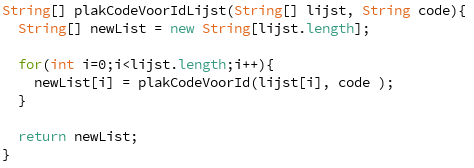 String[] plakCodeVoorIdLijst(String[] lijst, String code){
  String[] newList = new String[lijst.length];

  for(int i=0;i<lijst.length;i++){
    newList[i] = plakCodeVoorId(lijst[i], code );
  }

  return newList;
}